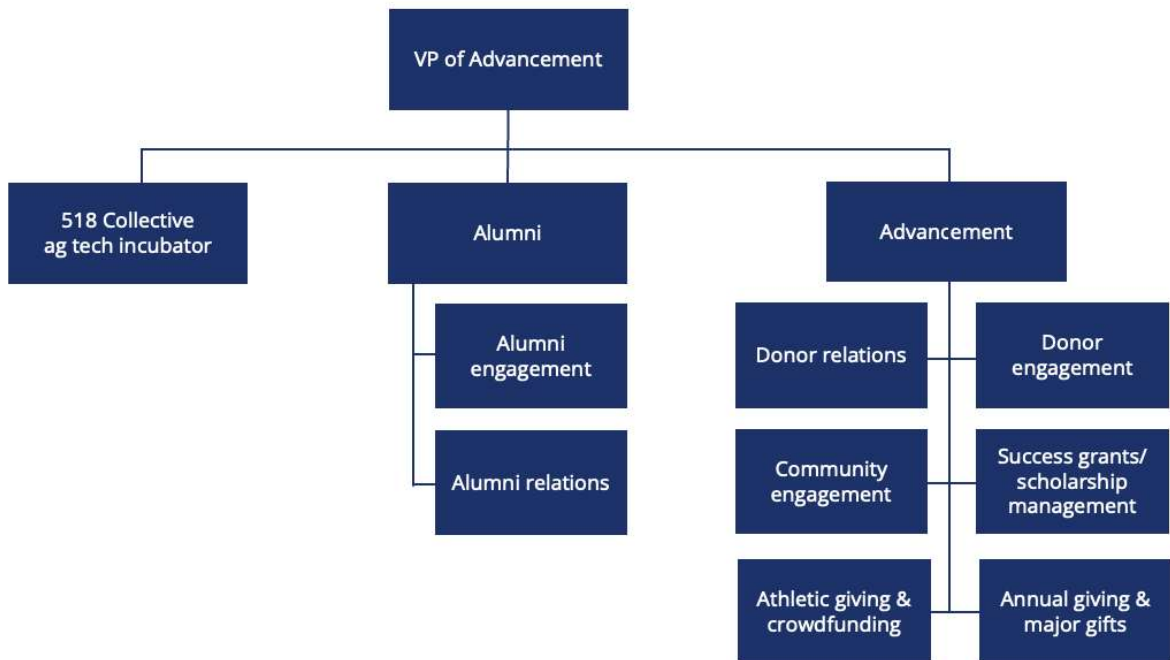 VP of Advancement
518 Collective
ag tech incubator
Alumni
Advancement
Alumni
engagement
Alumni relations
Donor relations
Donor
engagement
Community
engagement
Success grants/
scholarship
management
Athletic giving &
crowdfunding
Annual giving &
major gifts